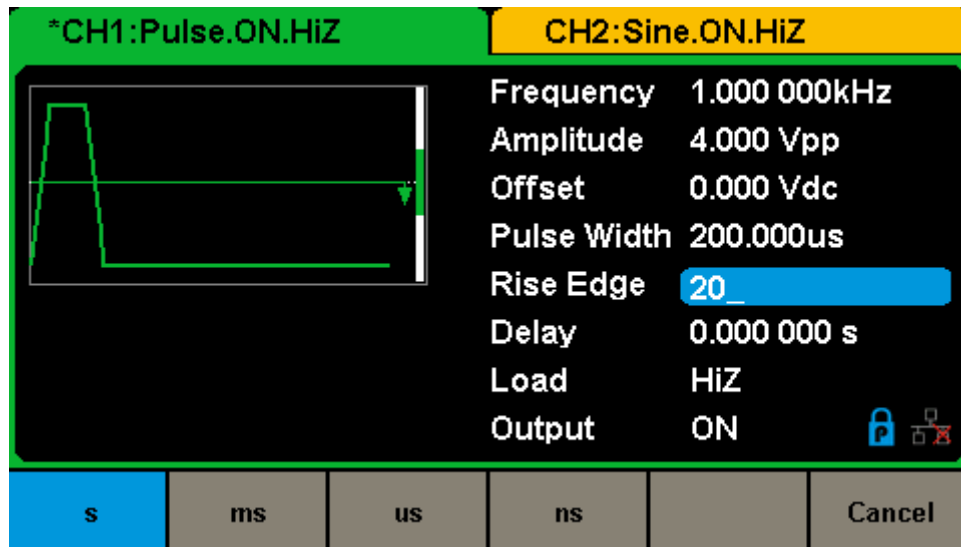 *CH1:Pulse.ON.HiZ
CH2:Sine.ON.HiZ
Frequency 1.000 000kHz
Amplitude 4.000 Vpp
Offset 0.000 Vdc
Pulse Width 200.000us
Rise Edge 20_
Delay 0.000 000 s
Load HiZ
Output ON
P
s ms us ns Cancel